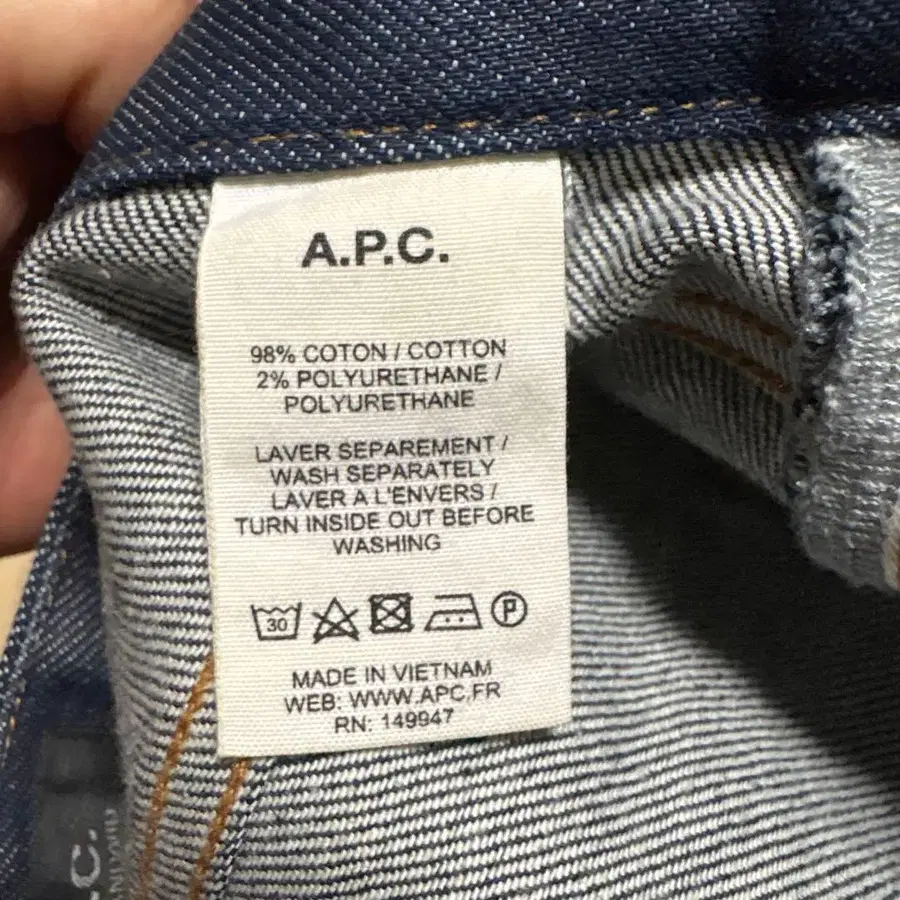 A.P.C.
98% COTON / COTTON
2% POLYURETHANE /
POLYURETHANE
LAVER SEPAREMENT /
WASH SEPARATELY
LAVER A L'ENVERS /
TURN INSIDE OUT BEFORE
WASHING
30 P
MADE IN VIETNAM
WEB: WWW.APC.FR
RN: 149947